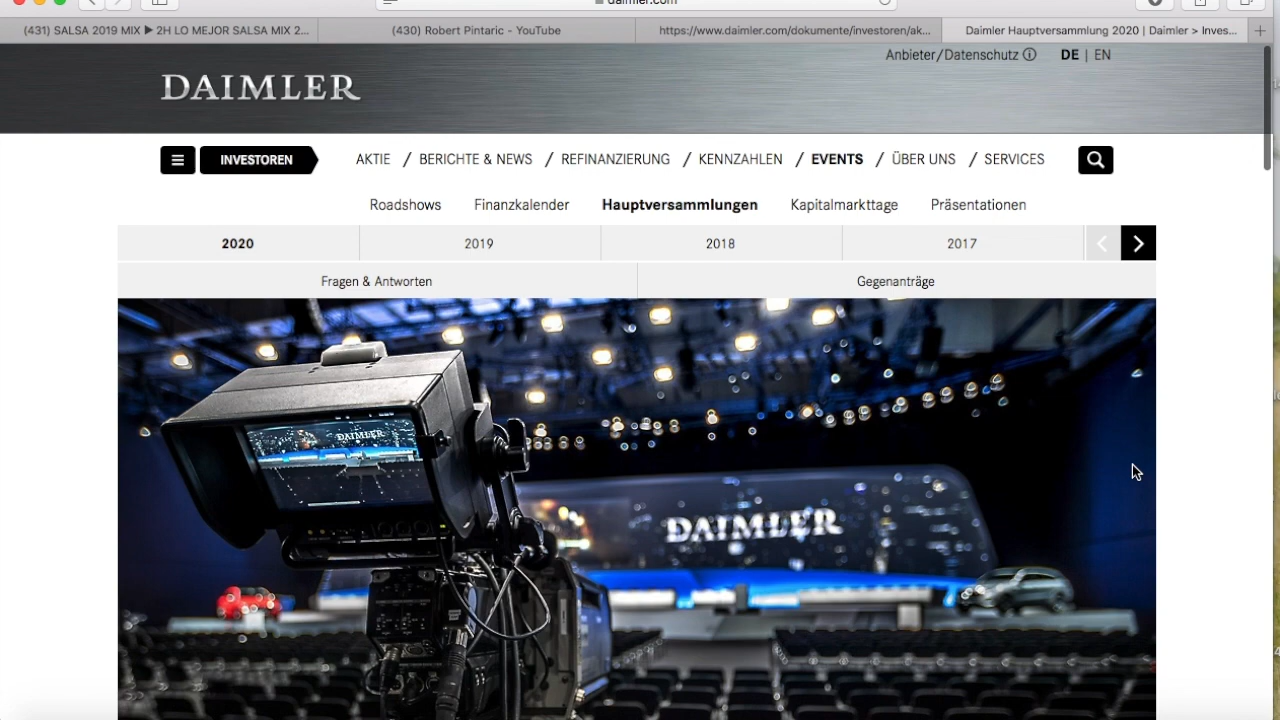 daimler.com
(431) SALSA 2019 MIX ▶ 2H LO MEJOR SALSA MIX 2...
(430) Robert Pintaric - YouTube
https://www.daimler.com/dokumente/investoren/ak...
Daimler Hauptversammlung 2020 | Daimler > Inves...
Anbieter/Datenschutz
DE | EN
DAIMLER
INVESTOREN
AKTIE / BERICHTE & NEWS / REFINANZIERUNG / KENNZAHLEN / EVENTS / ÜBER UNS / SERVICES
Roadshows Finanzkalender Hauptversammlungen Kapitalmarkttage Präsentationen
2020 2019 2018 2017
Fragen & Antworten Gegenanträge
DAIMLER
DAIMLER